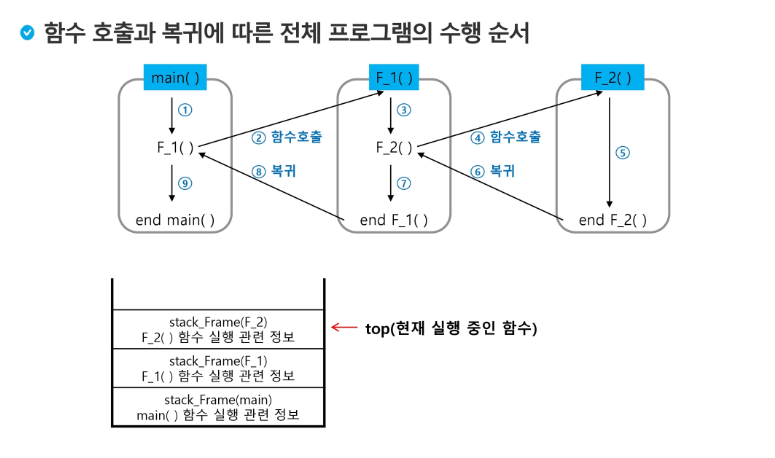 함수 호출과 복귀에 따른 전체 프로그램의 수행 순서
main( )
F_1( )
F_2( )
①
③
② 함수호출
④ 함수호출
F_1( )
F_2( )
⑤
⑧ 복귀
⑥ 복귀
⑨
⑦
end main( )
end F_1( )
end F_2( )
stack_Frame(F_2)
F_2( ) 함수 실행 관련 정보
top(현재 실행 중인 함수)
stack_Frame(F_1)
F_1( ) 함수 실행 관련 정보
stack_Frame(main)
main( ) 함수 실행 관련 정보